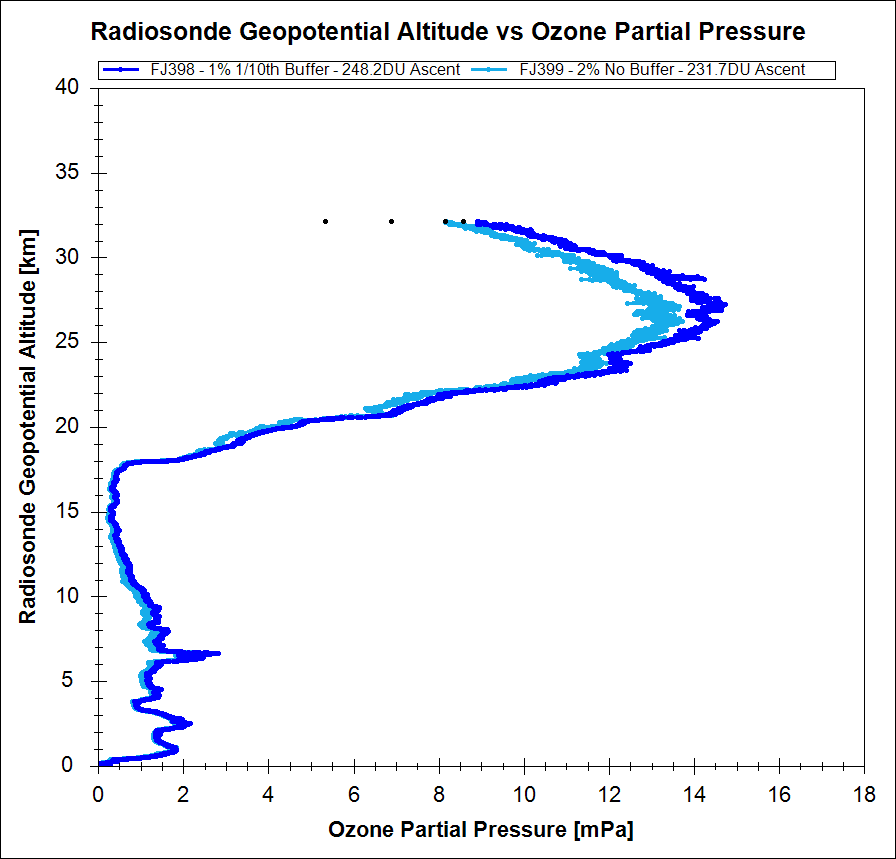 Radiosonde Geopotential Altitude vs Ozone Partial Pressure
FJ398 - 1% 1/10th Buffer - 248.2DU Ascent FJ399 - 2% No Buffer - 231.7DU Ascent
40
35
30
25
20
15
10
5
0
Radiosonde Geopotential Altitude [km]
0 2 4 6 8 10 12 14 16 18
Ozone Partial Pressure [mPa]